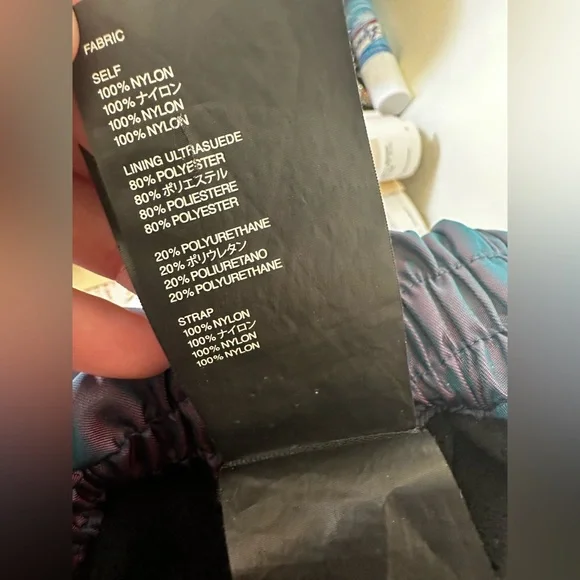 FABRIC
SELF
100% NYLON
100% ナイロン
100% NYLON
100% NYLON
LINING ULTRASUEDE
80% POLYESTER
80% ポリエステル
80% POLIESTERE
80% POLYESTER
20% POLYURETHANE
20% ポリウレタン
20% POLIURETANO
20% POLYURETHANE
STRAP
100% NYLON
100% ナイロン
100% NYLON
100% NYLON